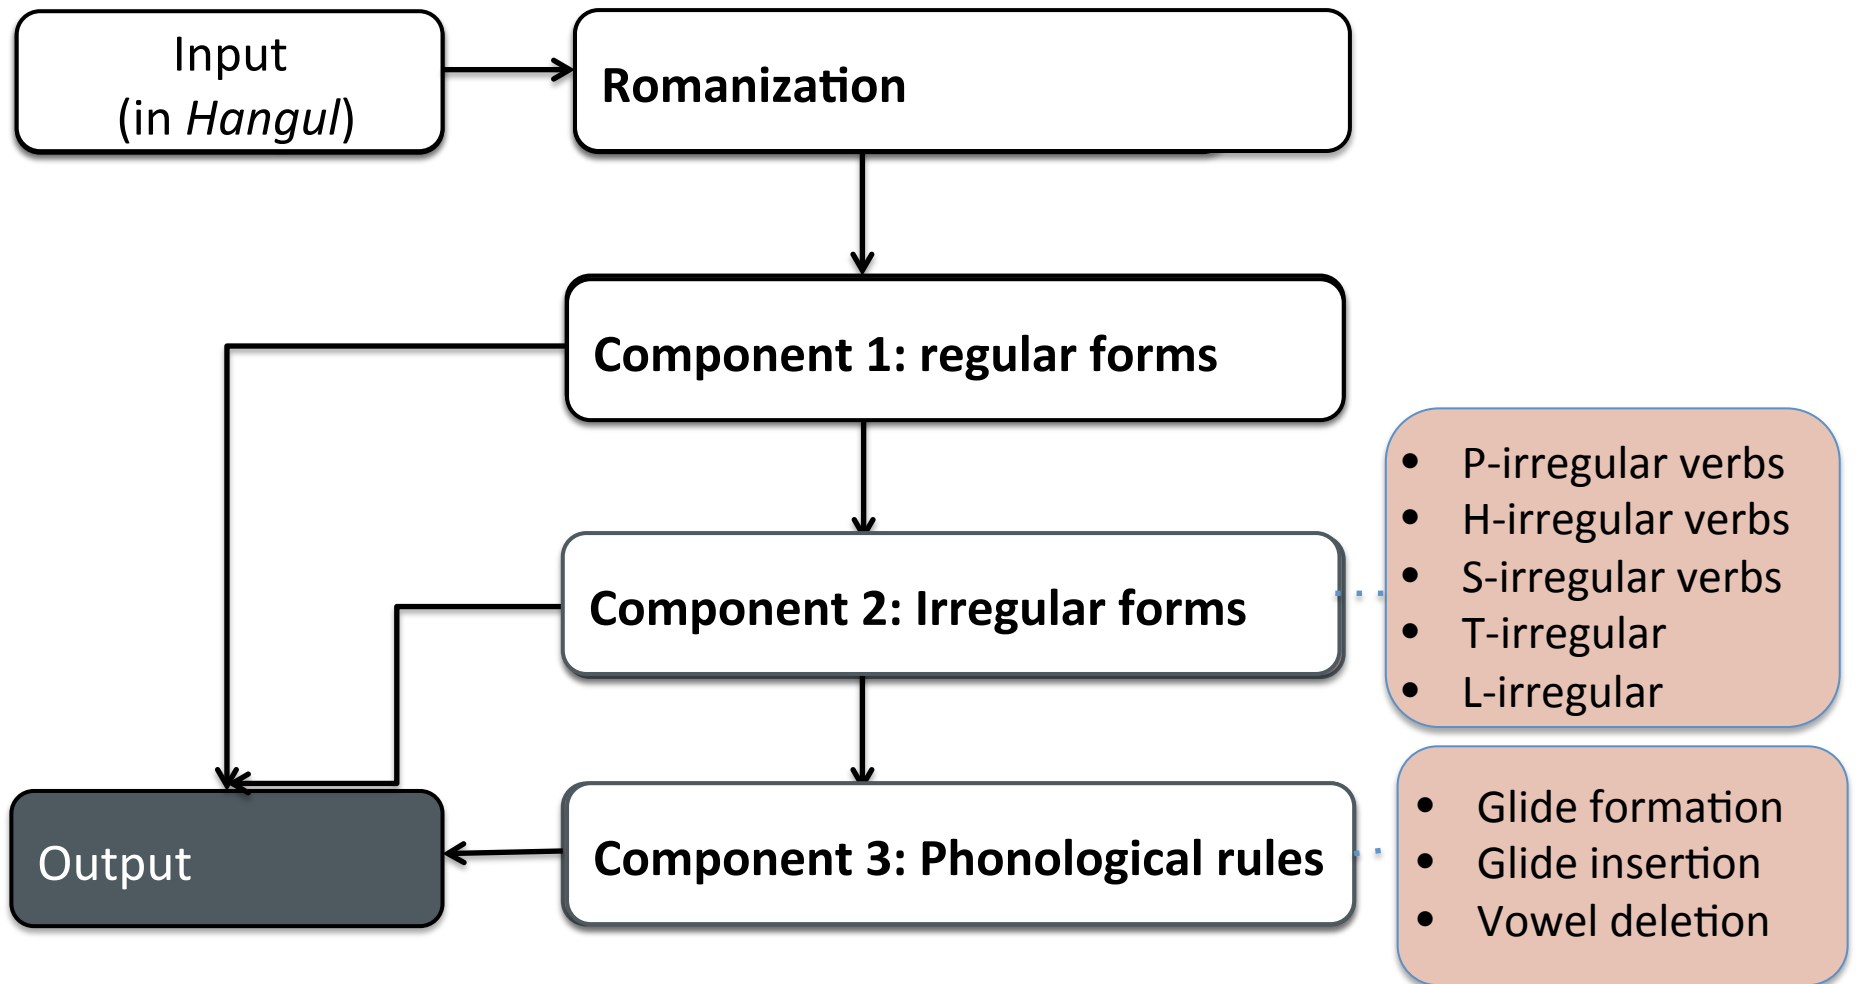 Input
(in Hangul)
Romanization
Component 1: regular forms
Component 2: Irregular forms
• P-irregular verbs
• H-irregular verbs
• S-irregular verbs
• T-irregular
• L-irregular
Output
Component 3: Phonological rules
• Glide formation
• Glide insertion
• Vowel deletion